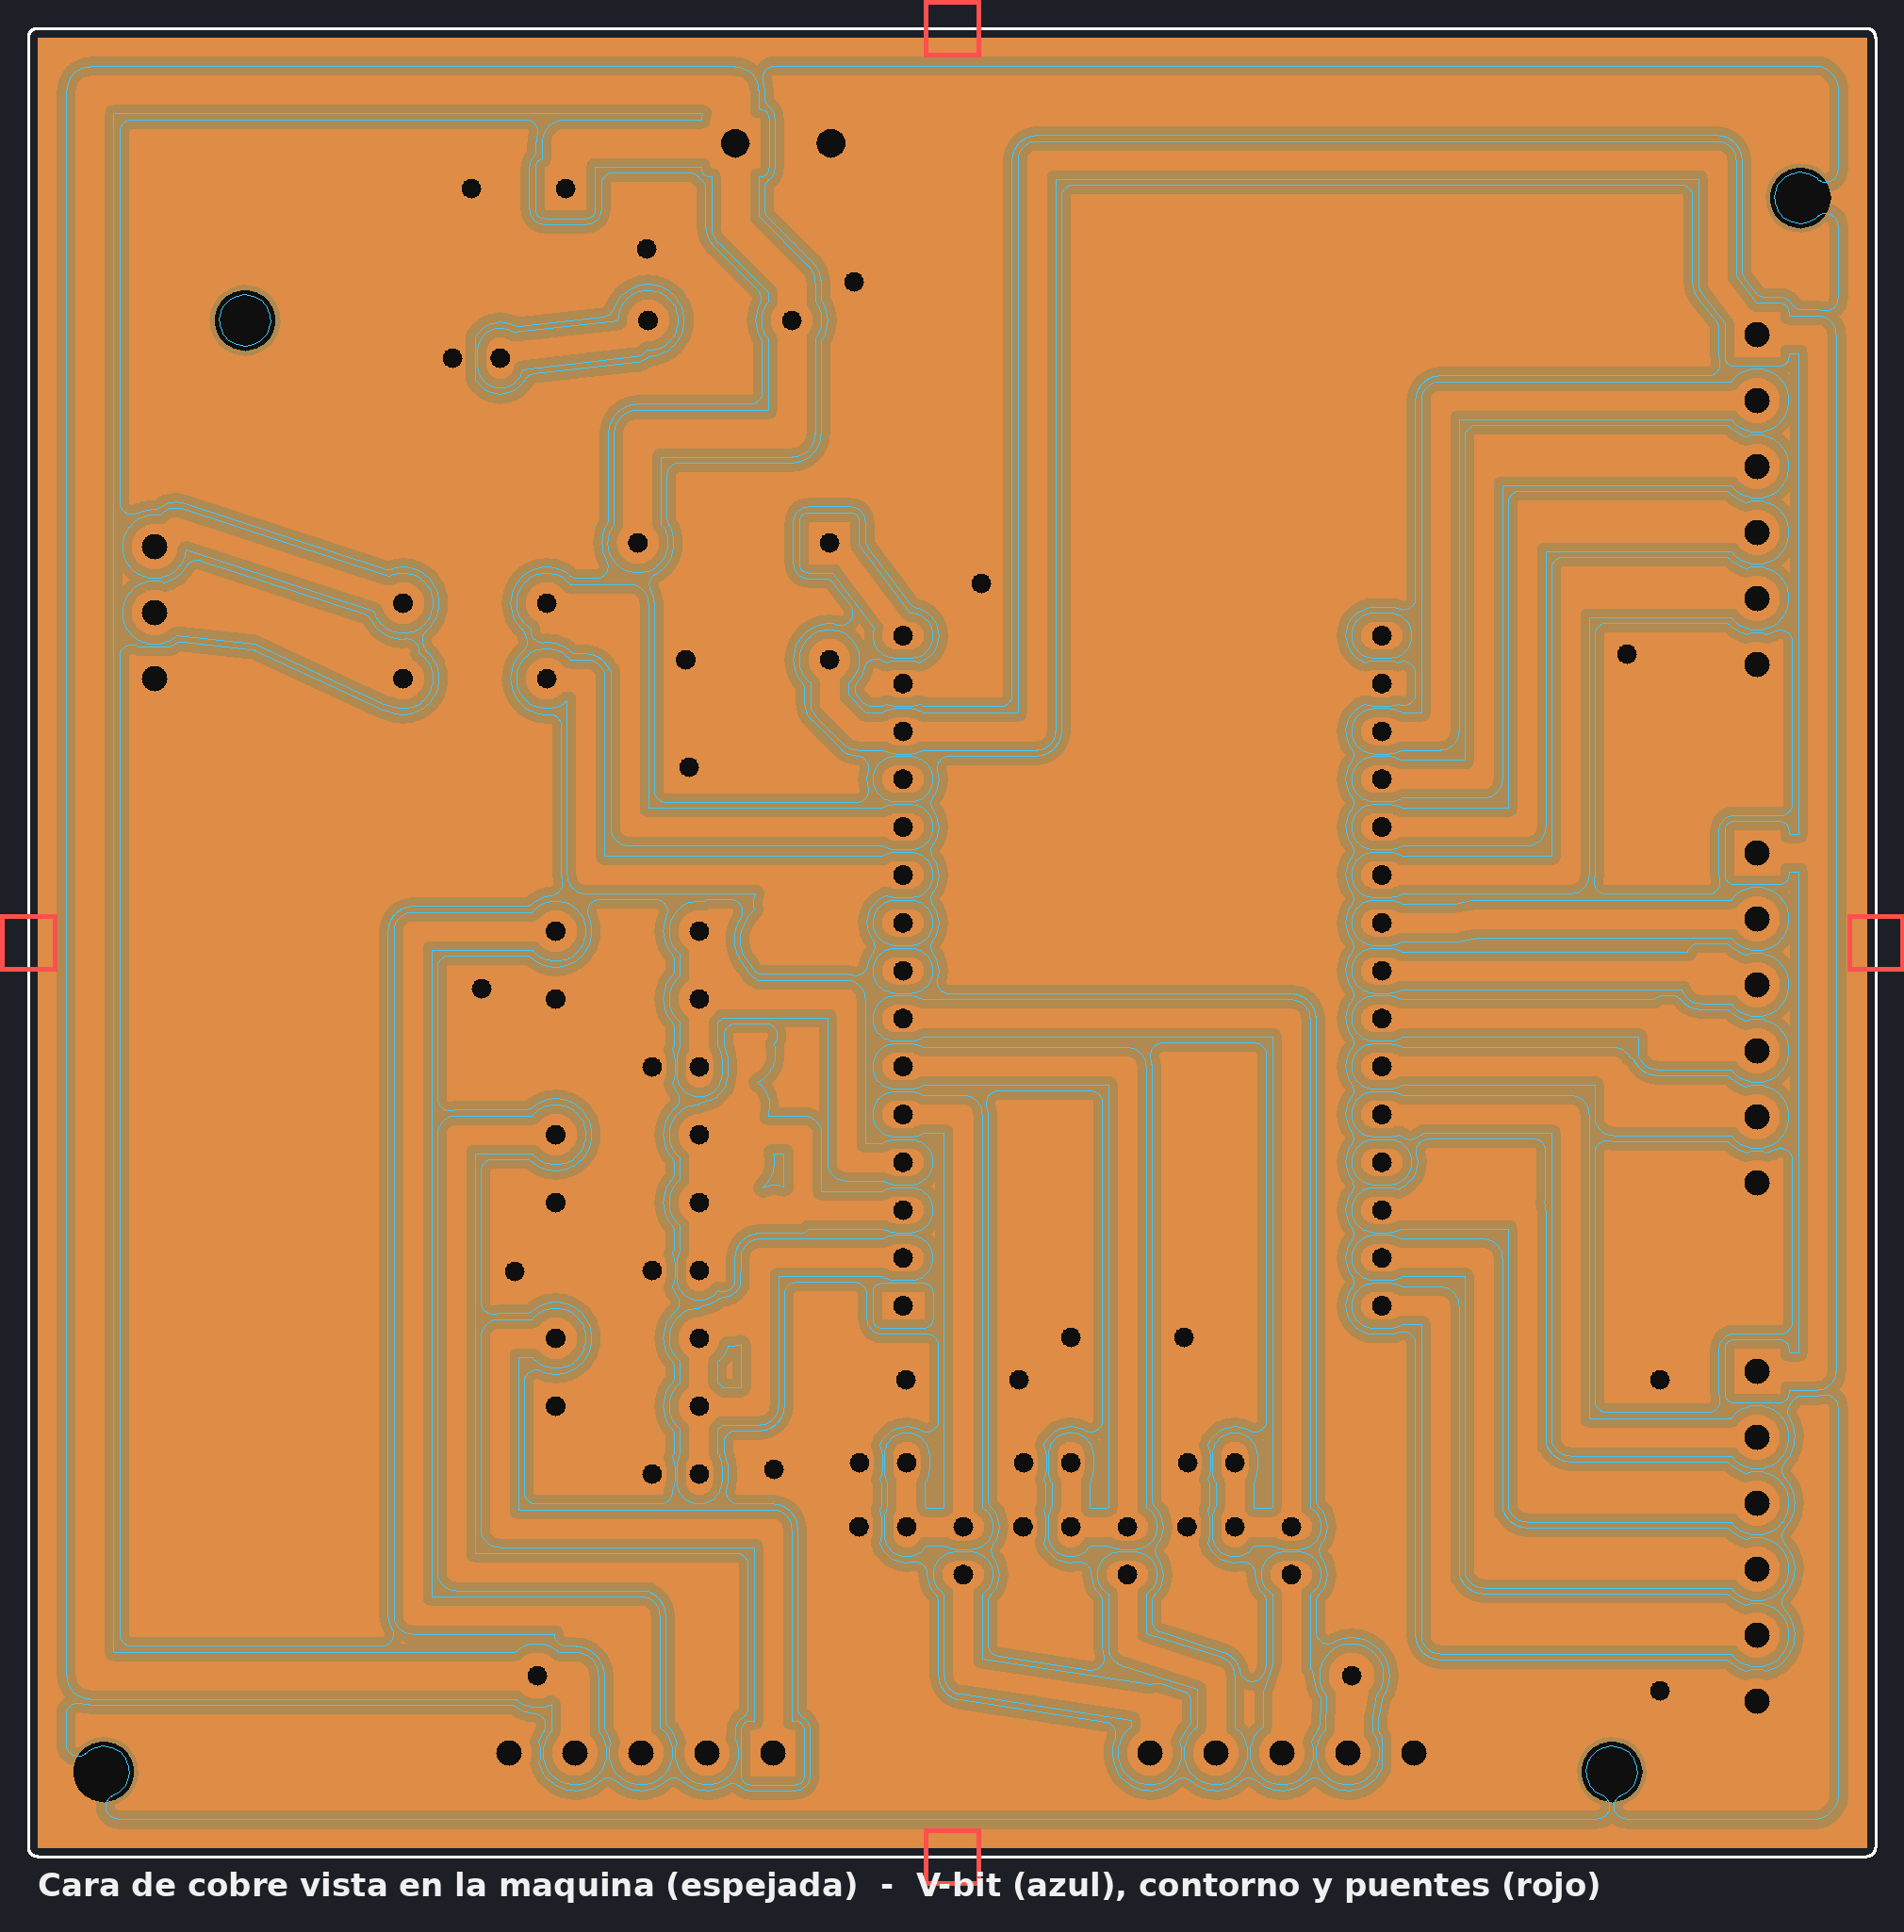 Cara de cobre vista en la maquina (espejada)  -  V-bit (azul), contorno y puentes (rojo)